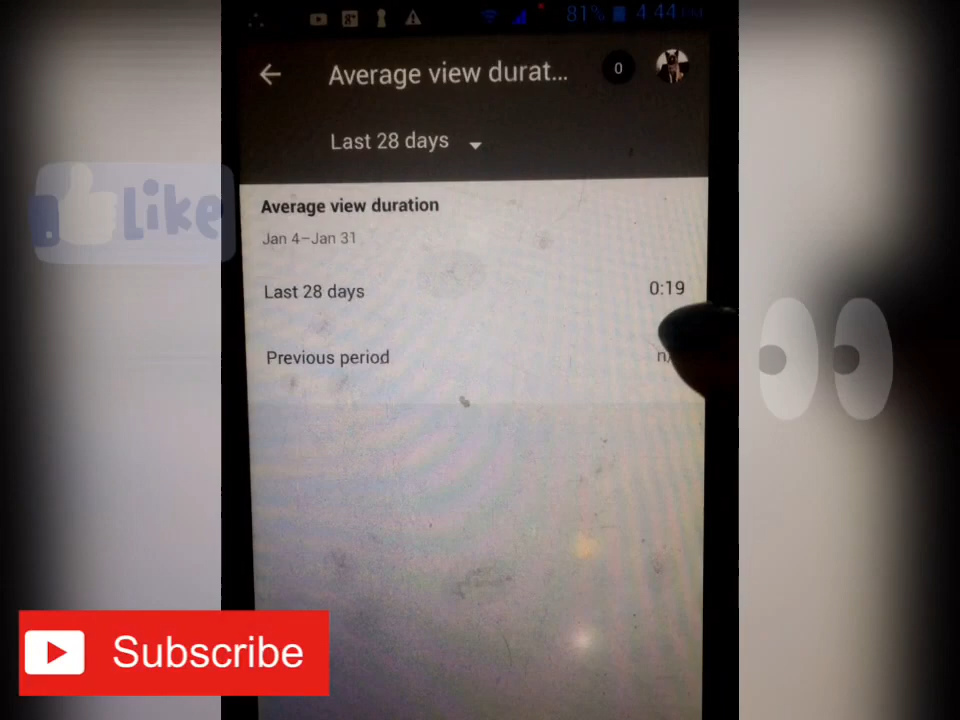 81% 4:44 PM
Average view durat... 0
Last 28 days
Like
Average view duration
Jan 4–Jan 31
Last 28 days 0:19
Previous period
Subscribe